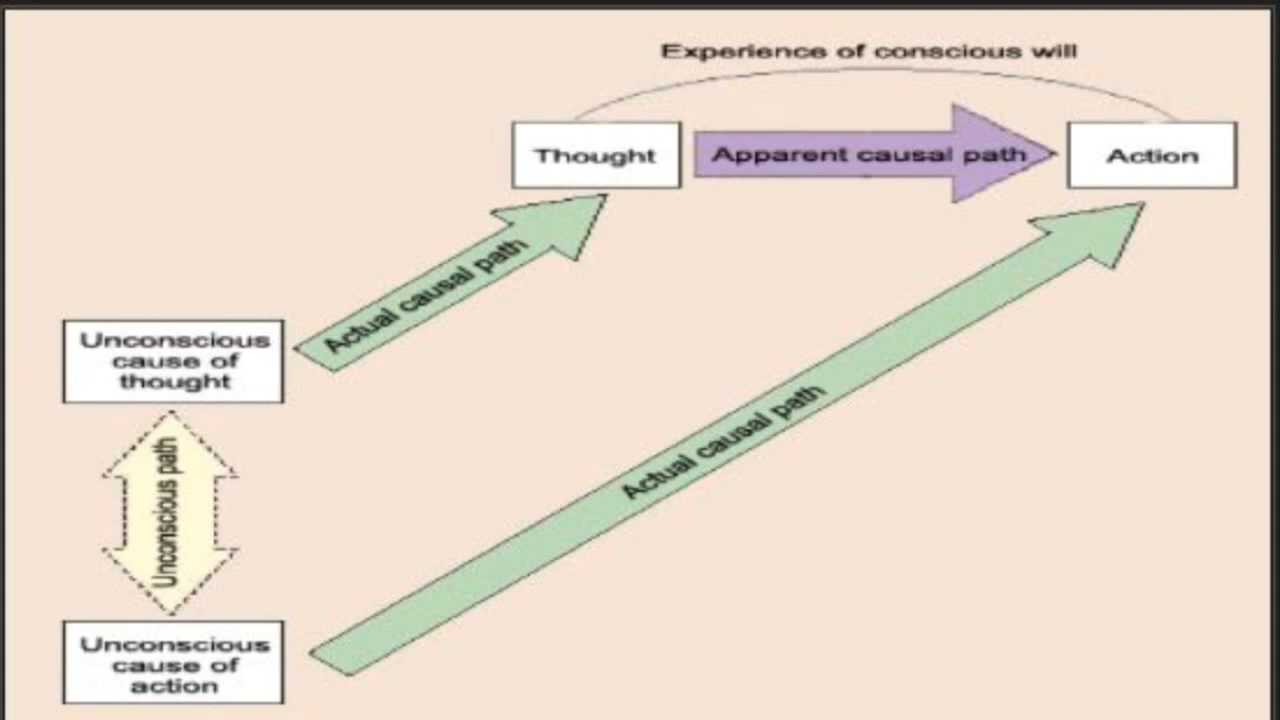 Experience of conscious will
Thought
Apparent causal path
Action
Actual causal path
Unconscious
cause of
thought
Actual causal path
Unconscious path
Unconscious
cause of
action